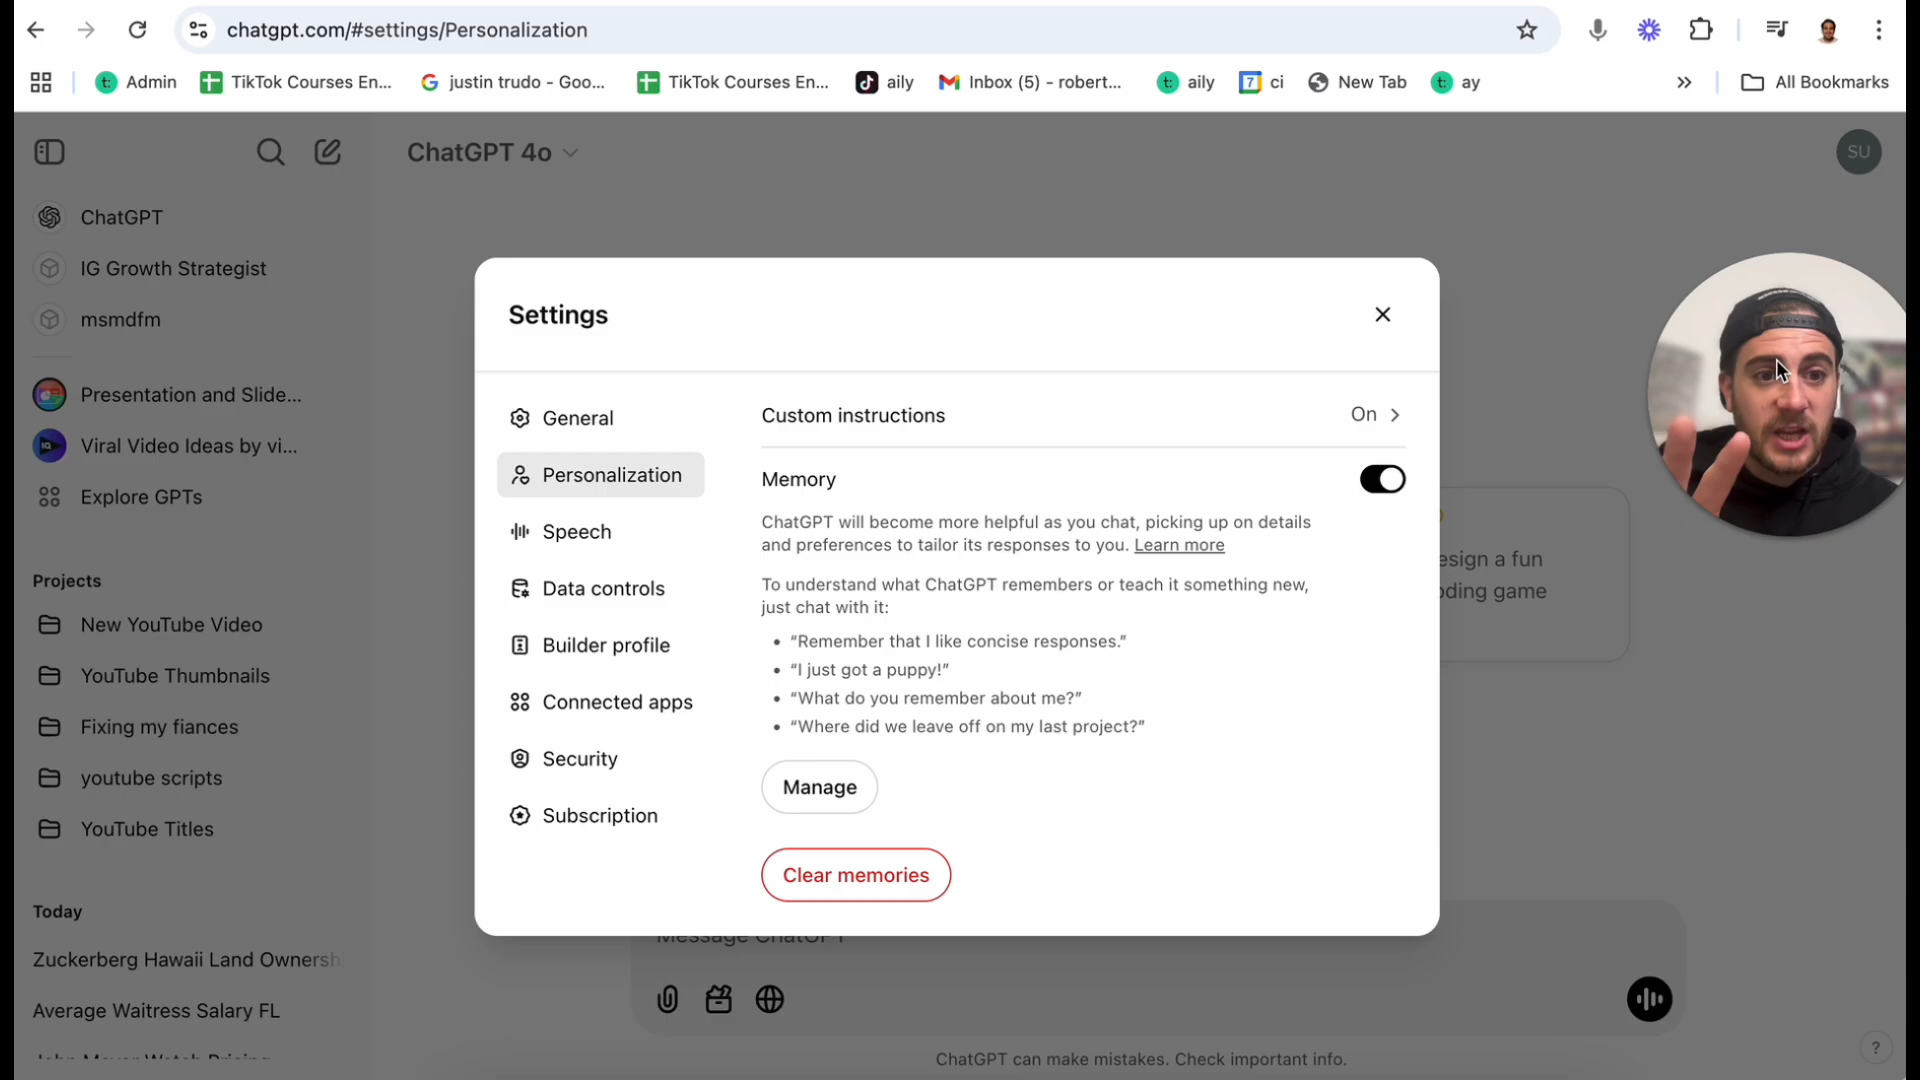 chatgpt.com/#settings/Personalization
Admin
TikTok Courses En...
justin trudo - Goo...
TikTok Courses En...
aily
Inbox (5) - robert...
aily
7
ci
New Tab
ay
All Bookmarks
ChatGPT 4o
SU
ChatGPT
IG Growth Strategist
msmdfm
Presentation and Slide...
Viral Video Ideas by vi...
Explore GPTs
Projects
New YouTube Video
YouTube Thumbnails
Fixing my fiances
youtube scripts
YouTube Titles
Today
Zuckerberg Hawaii Land Ownersh
Average Waitress Salary FL
Settings
General
Personalization
Speech
Data controls
Builder profile
Connected apps
Security
Subscription
Custom instructions
On
Memory
ChatGPT will become more helpful as you chat, picking up on details
and preferences to tailor its responses to you. Learn more
To understand what ChatGPT remembers or teach it something new,
just chat with it:
• “Remember that I like concise responses.”
• “I just got a puppy!”
• “What do you remember about me?”
• “Where did we leave off on my last project?”
Manage
Clear memories
esign a fun
oding game
Message ChatGPT
ChatGPT can make mistakes. Check important info.
?